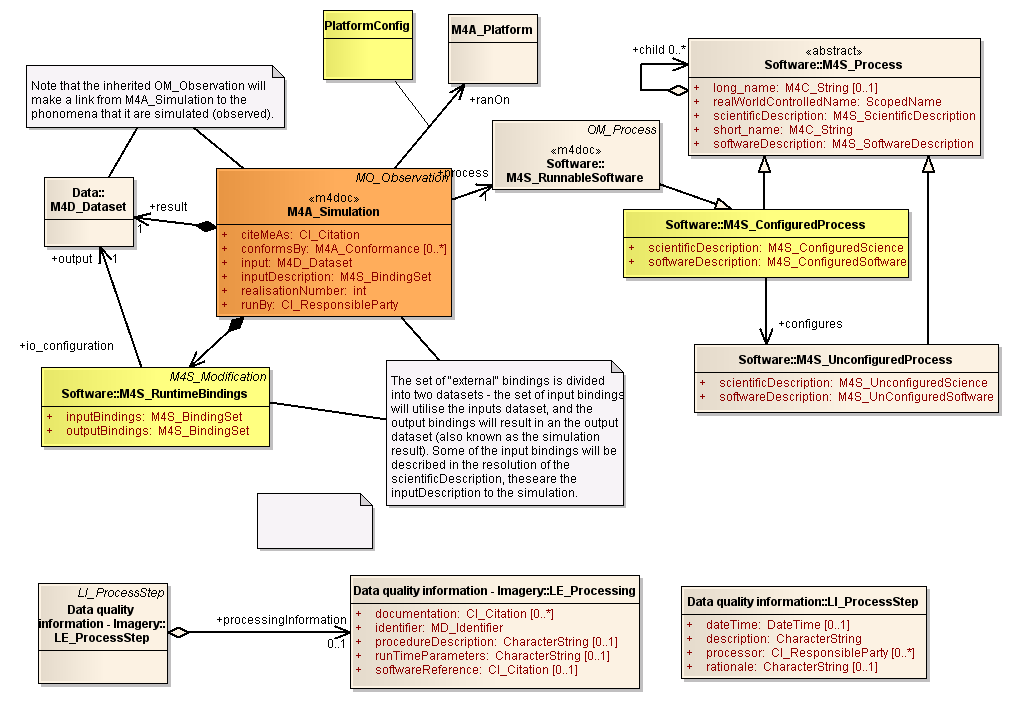 PlatformConfig
M4A_Platform
+ranOn
Note that the inherited OM_Observation will
make a link from M4A_Simulation to the
phonomena that it are simulated (observed).
+child 0..*
«abstract»
Software::M4S_Process
+ long_name: M4C_String [0..1]
+ realWorldControlledName: ScopedName
+ scientificDescription: M4S_ScientificDescription
+ short_name: M4C_String
+ softwareDescription: M4S_SoftwareDescription
OM_Process
«m4doc»
Software::
M4S_RunnableSoftware
+process
1
Data::
M4D_Dataset
+result
1
+output
1
MO_Observation
«m4doc»
M4A_Simulation
+ citeMeAs: CI_Citation
+ conformsBy: M4A_Conformance [0..*]
+ input: M4D_Dataset
+ inputDescription: M4S_BindingSet
+ realisationNumber: int
+ runBy: CI_ResponsibleParty
Software::M4S_ConfiguredProcess
+ scientificDescription: M4S_ConfiguredScience
+ softwareDescription: M4S_ConfiguredSoftware
+configures
Software::M4S_UnconfiguredProcess
+ scientificDescription: M4S_UnconfiguredScience
+ softwareDescription: M4S_UnConfiguredSoftware
+io_configuration
M4S_Modification
Software::M4S_RuntimeBindings
+ inputBindings: M4S_BindingSet
+ outputBindings: M4S_BindingSet
The set of "external" bindings is divided
into two datasets - the set of input bindings
will utilise the inputs dataset, and the
output bindings will result in an the output
dataset (also known as the simulation
result). Some of the input bindings will be
described in the resolution of the
scientificDescription, theseare the
inputDescription to the simulation.
LI_ProcessStep
Data quality
information - Imagery::
LE_ProcessStep
+processingInformation
0..1
Data quality information - Imagery::LE_Processing
+ documentation: CI_Citation [0..*]
+ identifier: MD_Identifier
+ procedureDescription: CharacterString [0..1]
+ runTimeParameters: CharacterString [0..1]
+ softwareReference: CI_Citation [0..1]
Data quality information::LI_ProcessStep
+ dateTime: DateTime [0..1]
+ description: CharacterString
+ processor: CI_ResponsibleParty [0..*]
+ rationale: CharacterString [0..1]